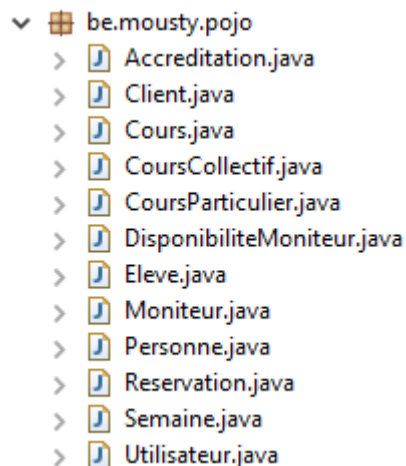 be.mousty.pojo
Accreditation.java
Client.java
Cours.java
CoursCollectif.java
CoursParticulier.java
DisponibiliteMoniteur.java
Eleve.java
Moniteur.java
Personne.java
Reservation.java
Semaine.java
Utilisateur.java